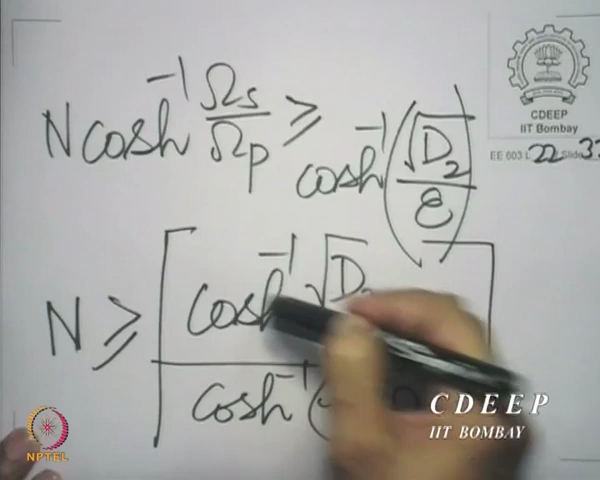 N cosh⁻¹ Ωs/Ωp ≥ cosh⁻¹(√D₂/ε)
CDEEP
IIT Bombay
EE 603 L 22 Slide 3
N ≥ cosh⁻¹ √D
cosh⁻¹(
CDEEP
IIT BOMBAY
NPTEL